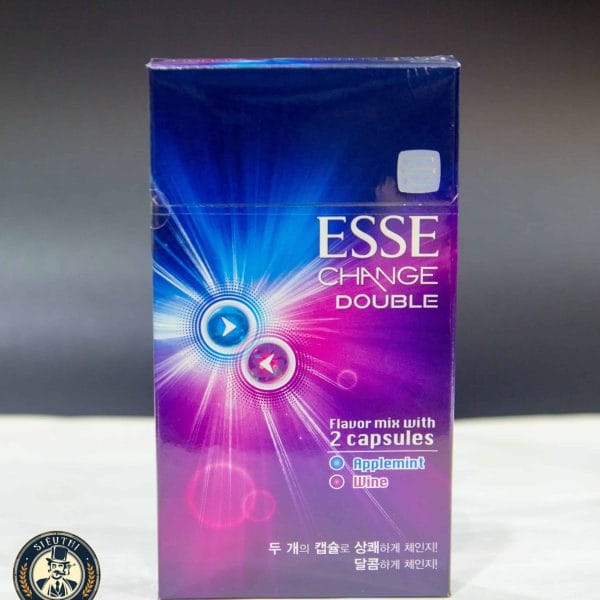 ESSE
CHANGE
DOUBLE
Flavor mix with
2 capsules
Applemint
Wine
두 개의 캡슐로 상쾌하게 체인지!
달콤하게 체인지!
SIEUTHI